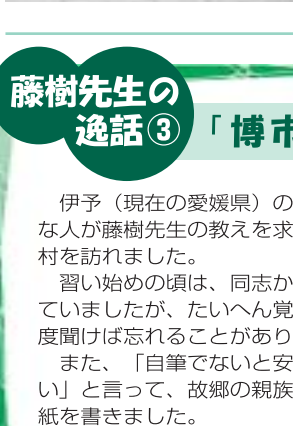 藤樹先生の
逸話③
「博市
伊予（現在の愛媛県）の
な人が藤樹先生の教えを求
村を訪れました。
習い始めの頃は、同志か
ていましたが、たいへん覚
度聞けば忘れることがあり
また、「自筆でないと安
い」と言って、故郷の親族
紙を書きました。